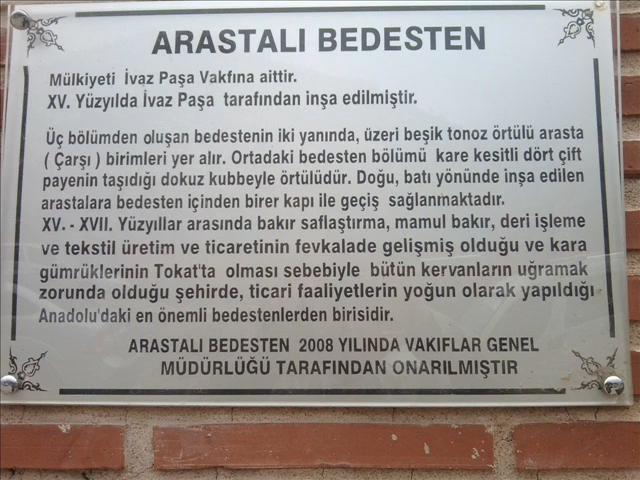 ARASTALI BEDESTEN
Mülkiyeti İvaz Paşa Vakfına aittir.
XV. Yüzyılda İvaz Paşa tarafından inşa edilmiştir.
Üç bölümden oluşan bedestenin iki yanında, üzeri beşik tonoz örtülü arasta
( Çarşı ) birimleri yer alır. Ortadaki bedesten bölümü kare kesitli dört çift
payenin taşıdığı dokuz kubbeyle örtülüdür. Doğu, batı yönünde inşa edilen
arastalara bedesten içinden birer kapı ile geçiş sağlanmaktadır.
XV. - XVII. Yüzyıllar arasında bakır saflaştırma, mamul bakır, deri işleme
ve tekstil üretim ve ticaretinin fevkalade gelişmiş olduğu ve kara
gümrüklerinin Tokat'ta olması sebebiyle bütün kervanların uğramak
zorunda olduğu şehirde, ticari faaliyetlerin yoğun olarak yapıldığı
Anadolu'daki en önemli bedestenlerden birisidir.
ARASTALI BEDESTEN 2008 YILINDA VAKIFLAR GENEL
MÜDÜRLÜĞÜ TARAFINDAN ONARILMIŞTIR